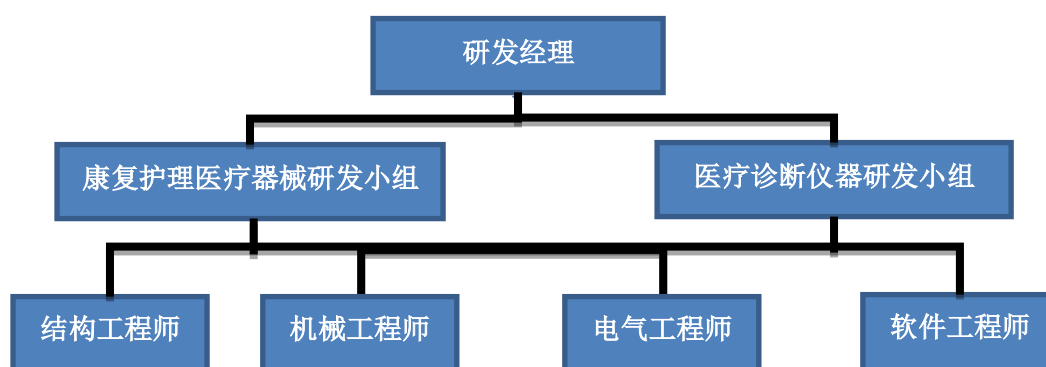 研发经理
康复护理医疗器械研发小组
医疗诊断仪器研发小组
结构工程师
机械工程师
电气工程师
软件工程师